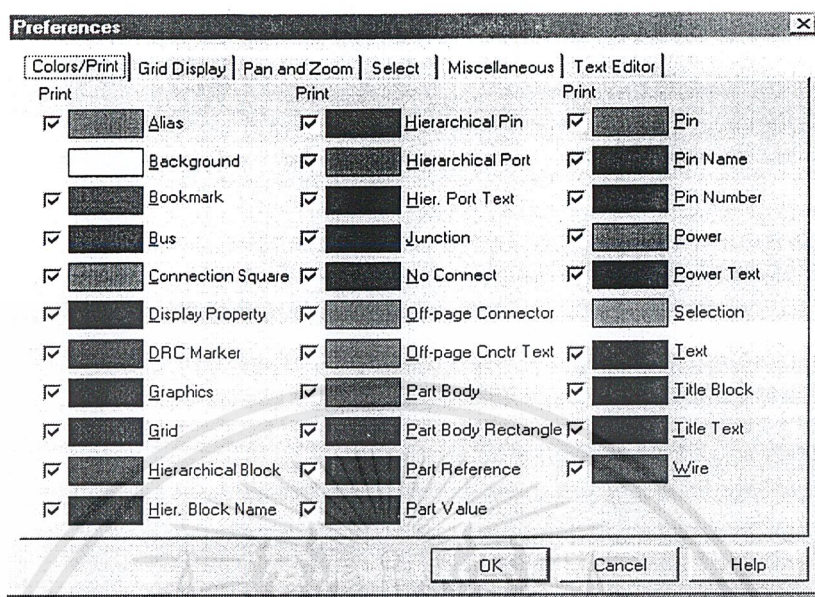 Preferences
Colors/Print Grid Display Pan and Zoom Select Miscellaneous Text Editor
Print Print Print
Alias Hierarchical Pin Pin
Background Hierarchical Port Pin Name
Bookmark Hier. Port Text Pin Number
Bus Junction Power
Connection Square No Connect Power Text
Display Property Off-page Connector Selection
DRC Marker Off-page Cnctr Text Text
Graphics Part Body Title Block
Grid Part Body Rectangle Title Text
Hierarchical Block Part Reference Wire
Hier. Block Name Part Value
OK Cancel Help